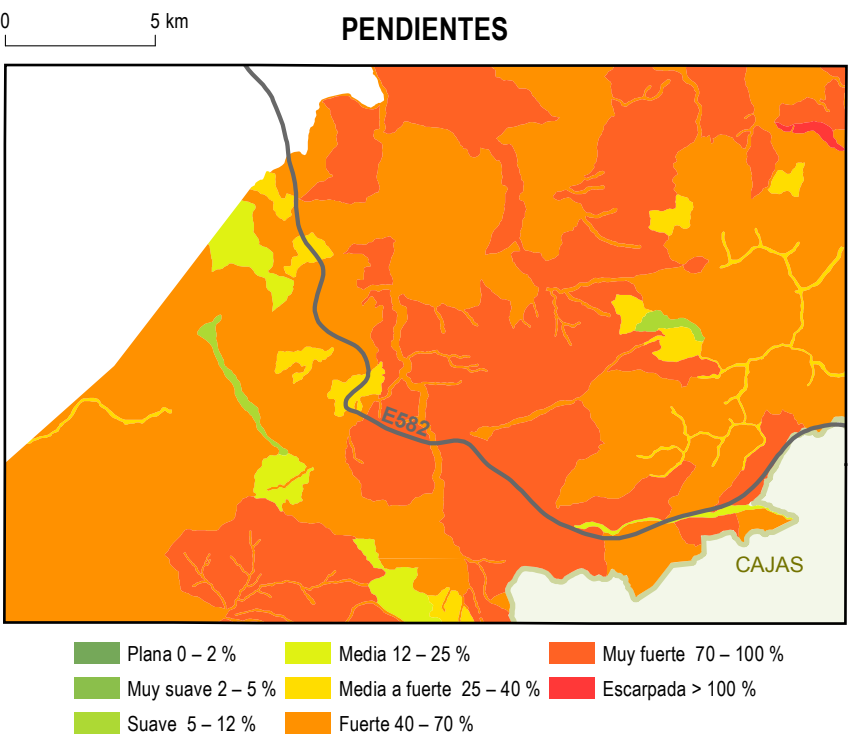 0 5 km
PENDIENTES
E582
CAJAS
Plana 0 – 2 %
Muy suave 2 – 5 %
Suave 5 – 12 %
Media 12 – 25 %
Media a fuerte 25 – 40 %
Fuerte 40 – 70 %
Muy fuerte 70 – 100 %
Escarpada > 100 %